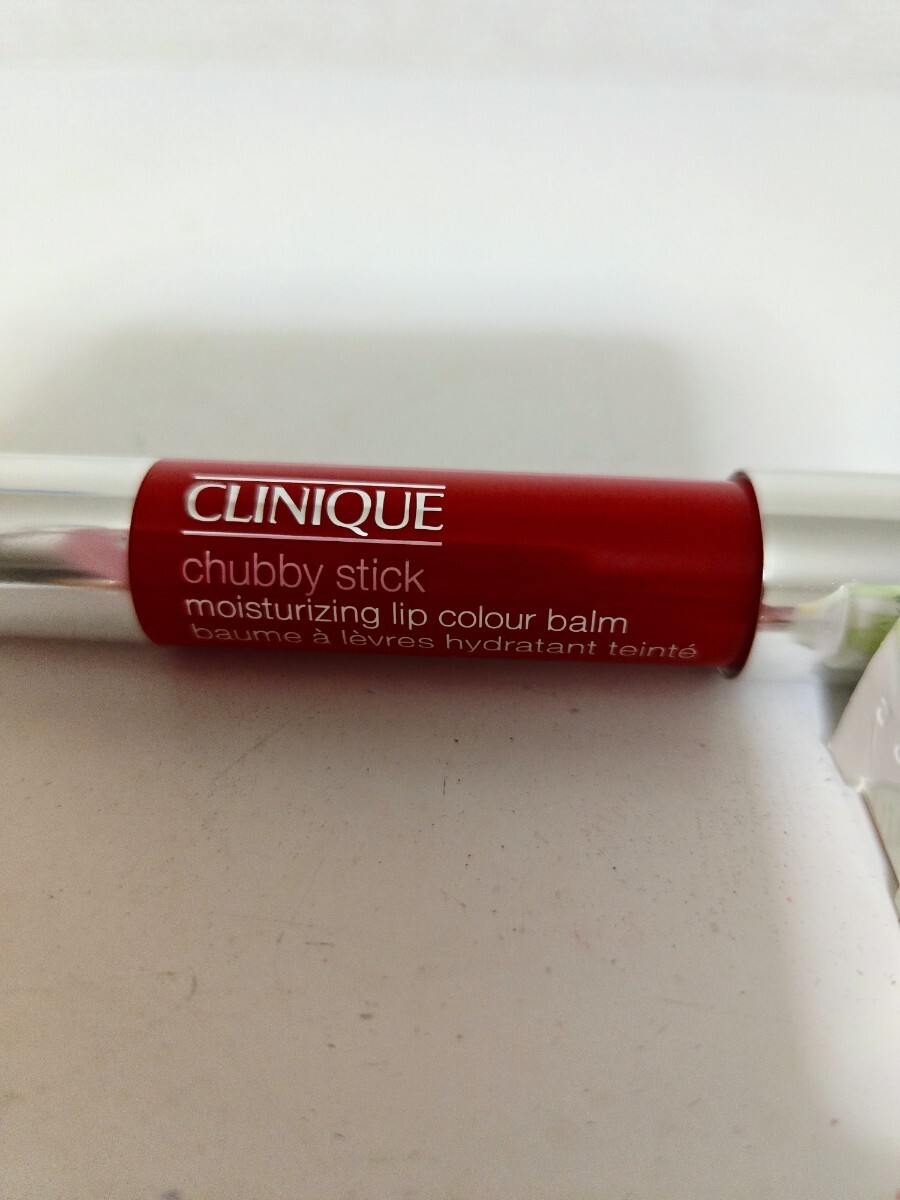 CLINIQUE
chubby stick
moisturizing lip colour balm
baume à lèvres hydratant teinté